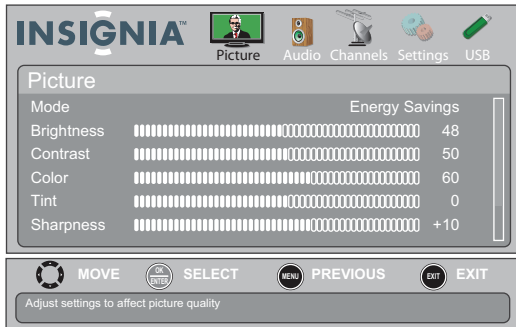 INSIGNIA™
Picture Audio Channels Settings USB
Picture
Mode Energy Savings
Brightness 48
Contrast 50
Color 60
Tint 0
Sharpness +10
MOVE OK ENTER SELECT MENU PREVIOUS EXIT EXIT
Adjust settings to affect picture quality